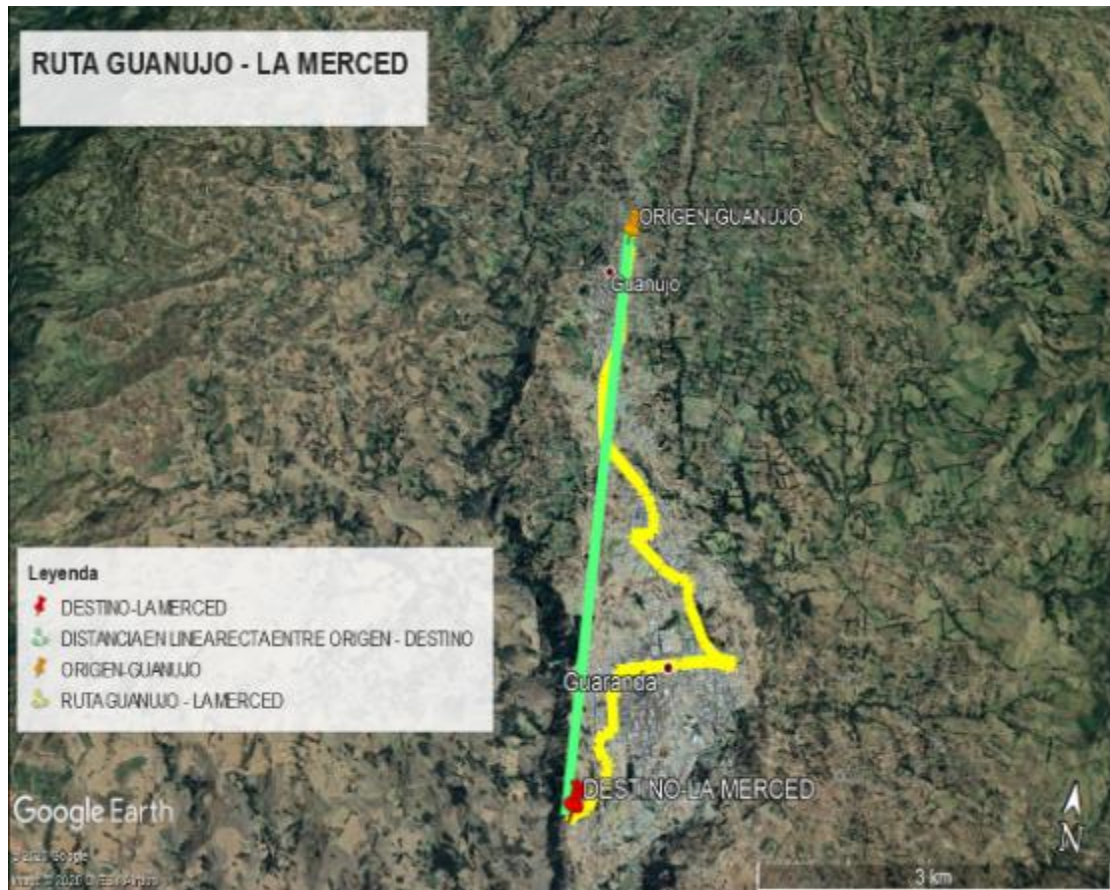 RUTA GUANUJO - LA MERCED
ORIGEN-GUANUJO
Guanujo
Leyenda
DESTINO-LA MERCED
DISTANCIA EN LINEA RECTA ENTRE ORIGEN - DESTINO
ORIGEN-GUANUJO
RUTA GUANUJO - LA MERCED
Guaranda
DESTINO-LA MERCED
Google Earth
N
3 km